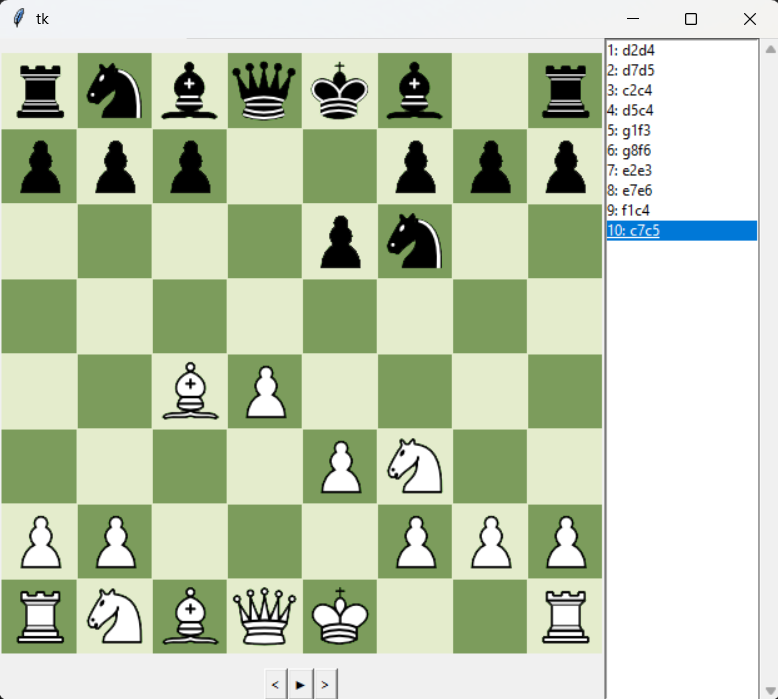 tk
1: d2d4
2: d7d5
3: c2c4
4: d5c4
5: g1f3
6: g8f6
7: e2e3
8: e7e6
9: f1c4
10: c7c5
< ► >